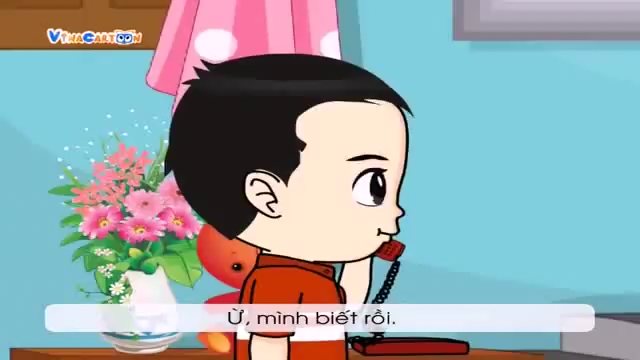 VINACARTOON
Ừ, mình biết rồi.